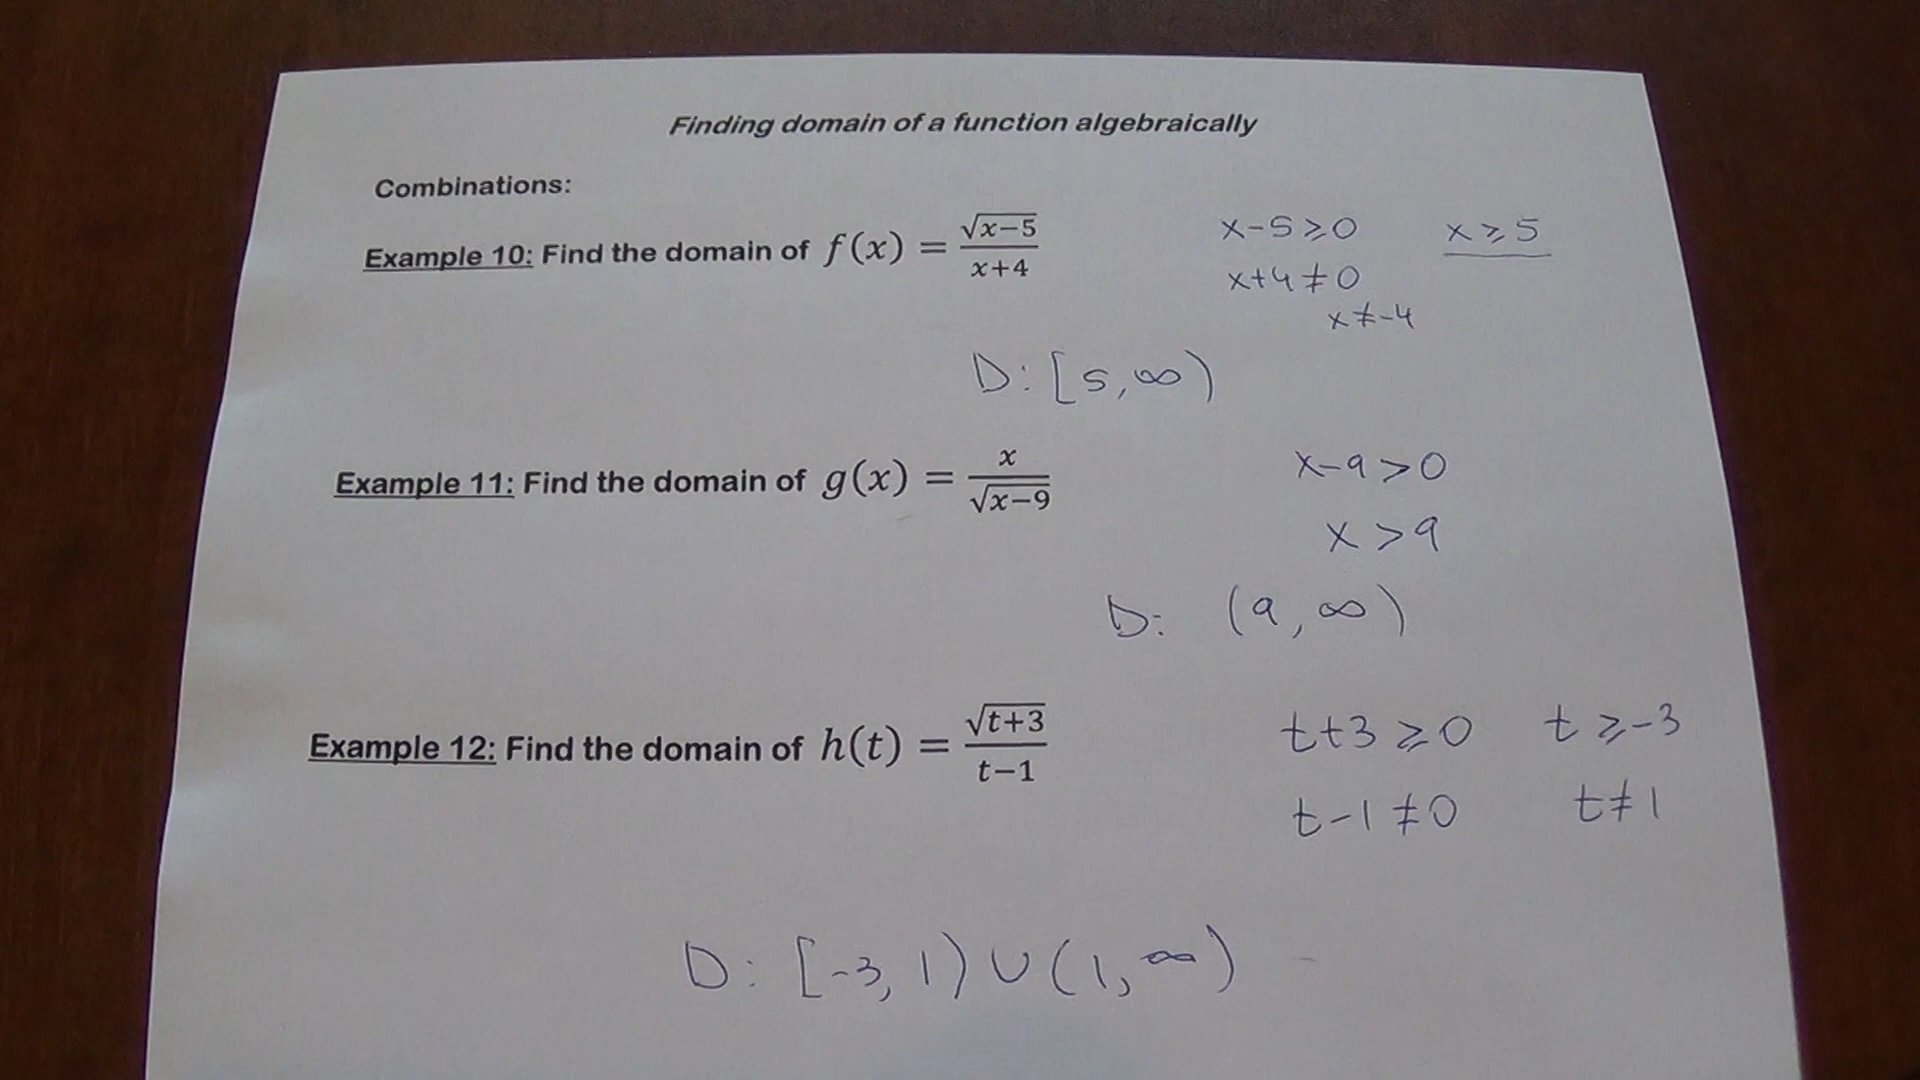 Finding domain of a function algebraically
Combinations:
Example 10: Find the domain of f(x) = √(x−5) / (x+4)
x-5≥0 x≥5
x+4≠0
x≠-4
D: [5,∞)
Example 11: Find the domain of g(x) = x / √(x−9)
x-9>0
x>9
D: (9,∞)
Example 12: Find the domain of h(t) = √(t+3) / (t−1)
t+3≥0 t≥-3
t-1≠0 t≠1
D: [-3,1)∪(1,∞)